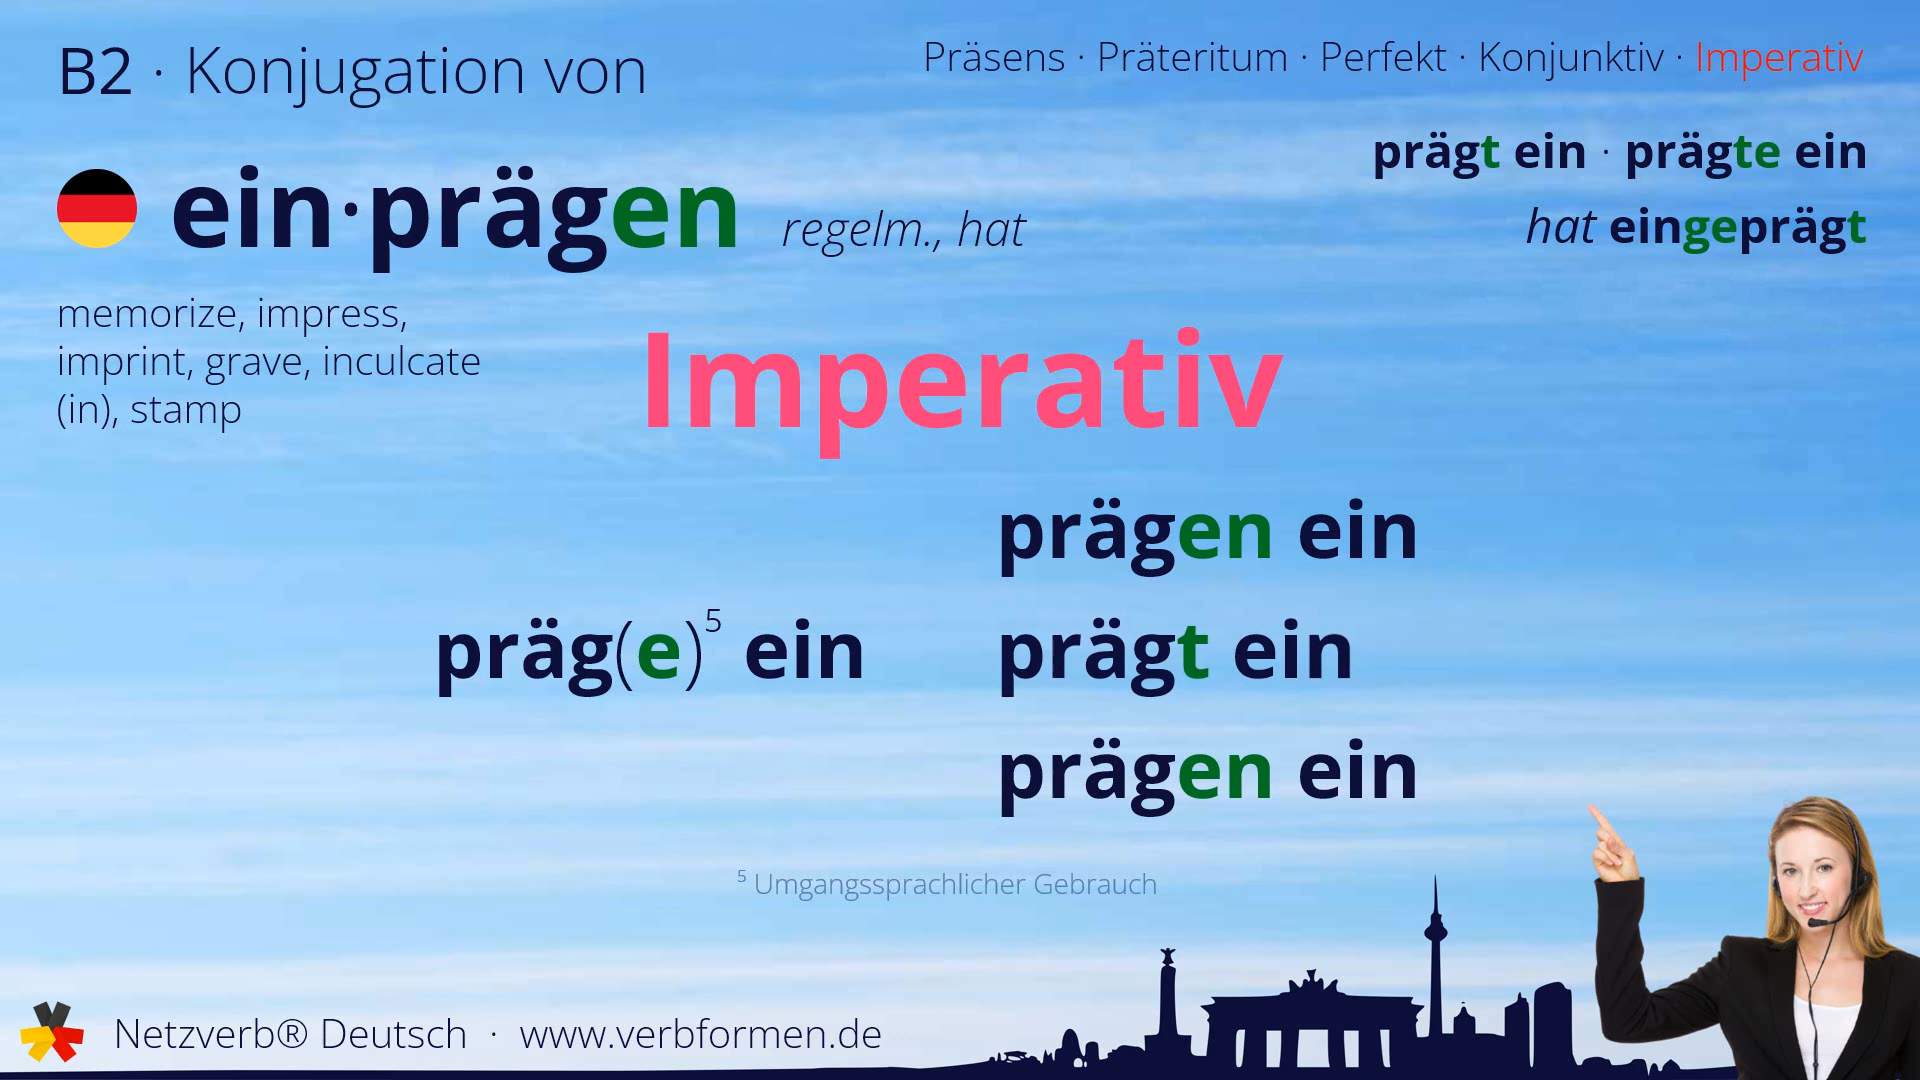 B2 · Konjugation von
Präsens · Präteritum · Perfekt · Konjunktiv · Imperativ
ein·prägen regelm., hat
prägt ein · prägte ein
hat eingeprägt
memorize, impress,
imprint, grave, inculcate
(in), stamp
Imperativ
prägen ein
präg(e)⁵ ein
prägt ein
prägen ein
⁵ Umgangssprachlicher Gebrauch
Netzverb® Deutsch · www.verbformen.de